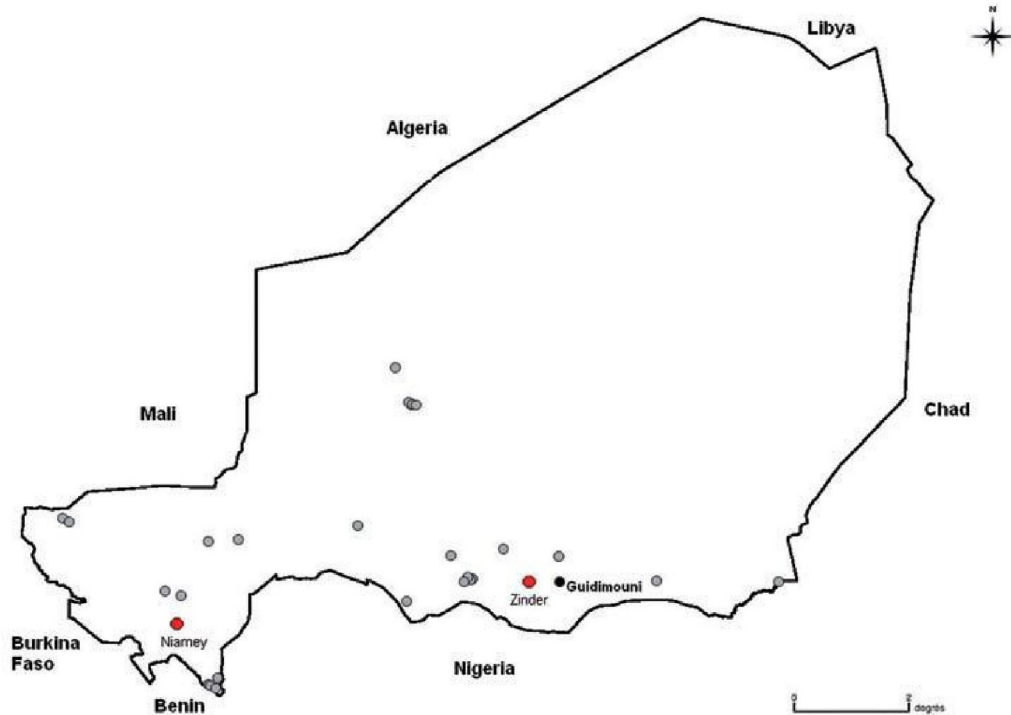 N
Libya
Algeria
Mali
Chad
Guidimouni
Zinder
Niamey
Burkina
Faso
Nigeria
Benin
0 2
degrés